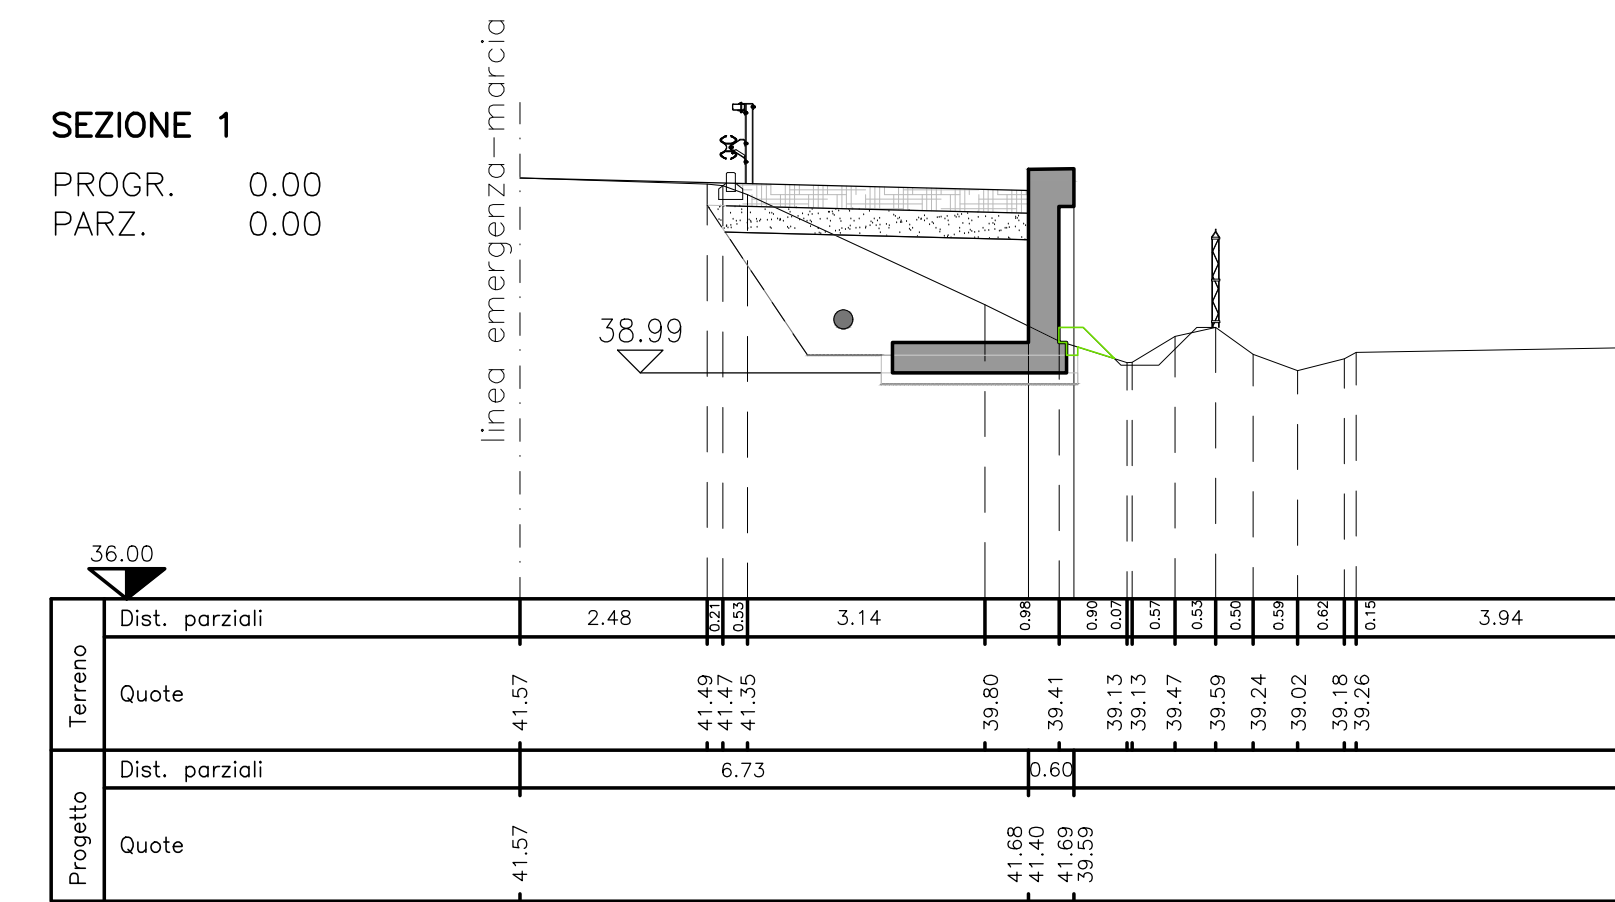 linea emergenza-marcia
SEZIONE 1
PROGR. 0.00
PARZ. 0.00
38.99
36.00
Terreno
Dist. parziali 2.48 0.21 0.53 3.14 0.98 0.90 0.07 0.57 0.53 0.50 0.59 0.62 0.15 3.94
Quote 41.57 41.49 41.47 41.35 39.80 39.41 39.13 39.13 39.47 39.59 39.24 39.02 39.18 39.26
Progetto
Dist. parziali 6.73 0.60
Quote 41.57 41.68 41.40 41.69 39.59